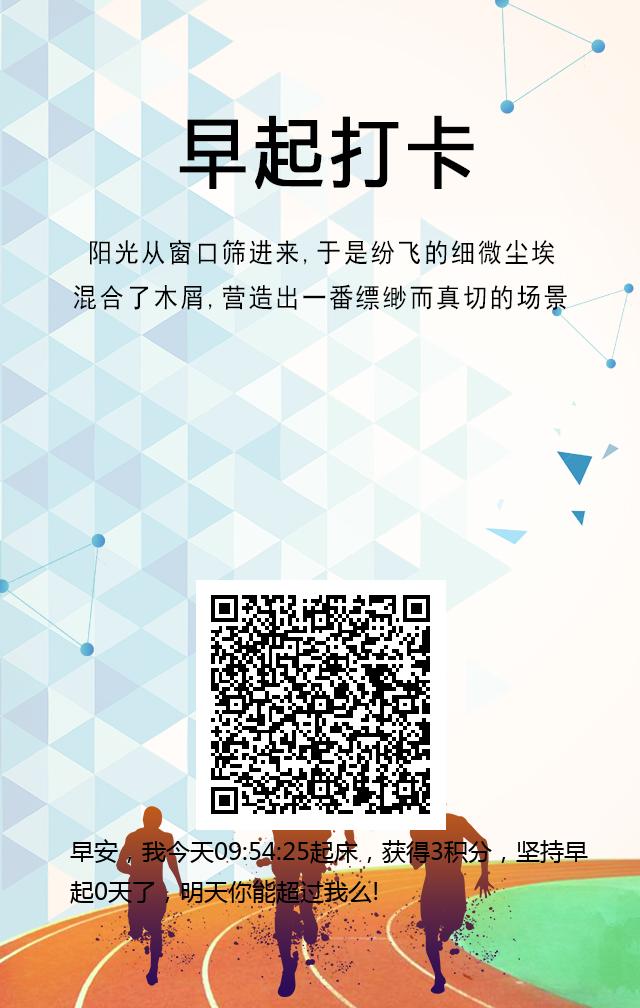 早起打卡
阳光从窗口筛进来,于是纷飞的细微尘埃
混合了木屑,营造出一番缥缈而真切的场景
早安，我今天09:54:25起床，获得3积分，坚持早
起0天了，明天你能超过我么!